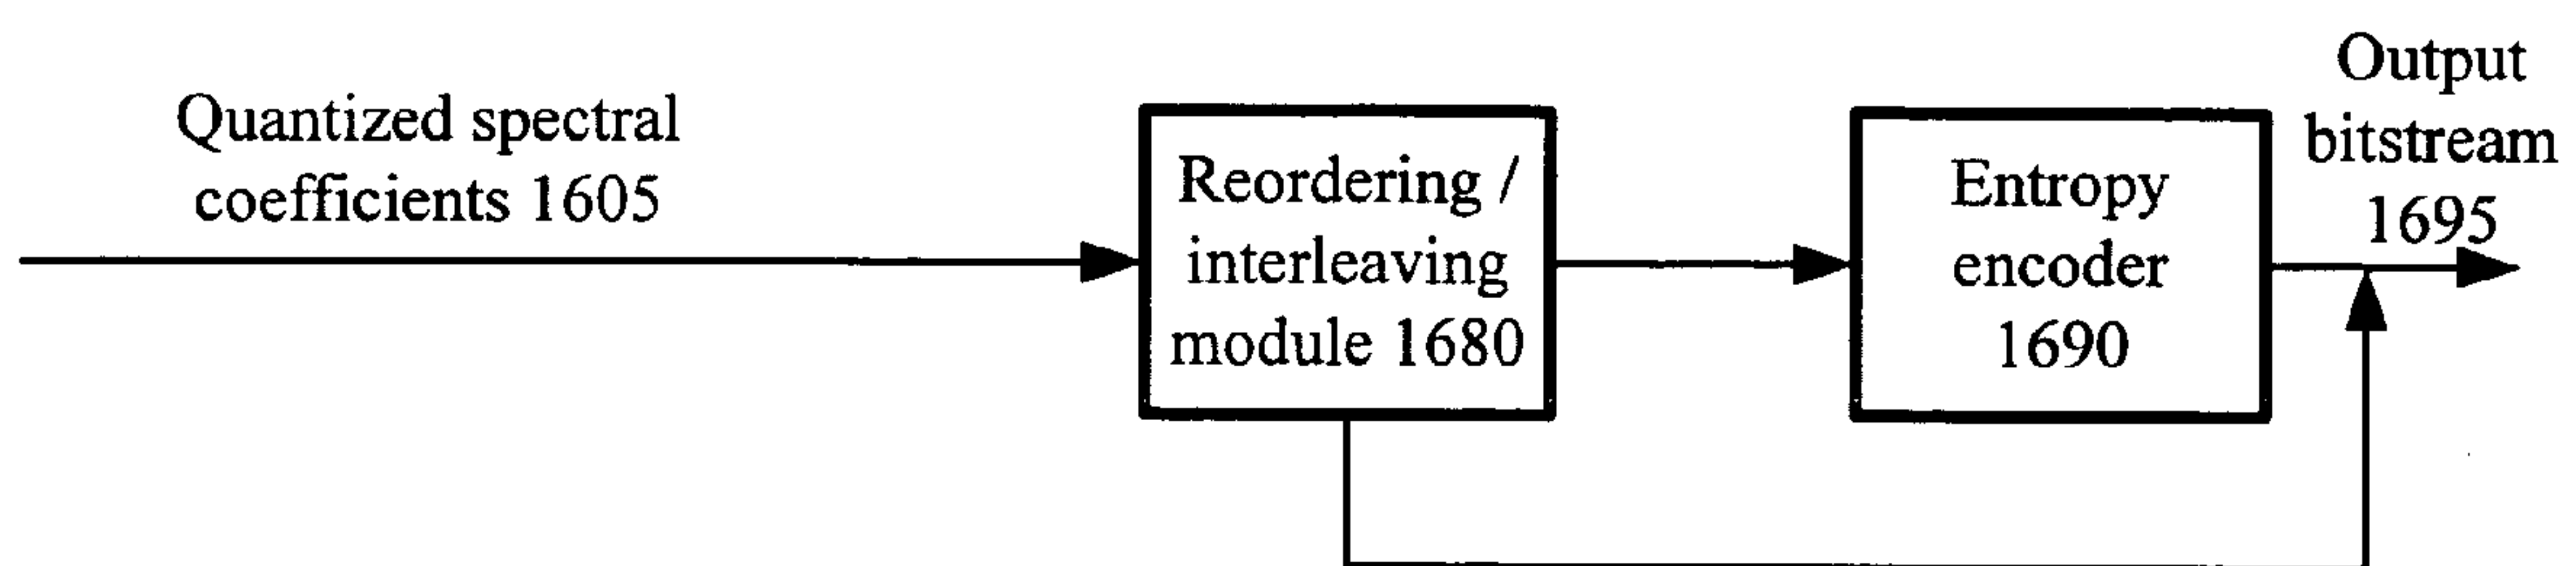 Quantized spectral
coefficients 1605
Reordering /
interleaving
module 1680
Entropy
encoder
1690
Output
bitstream
1695